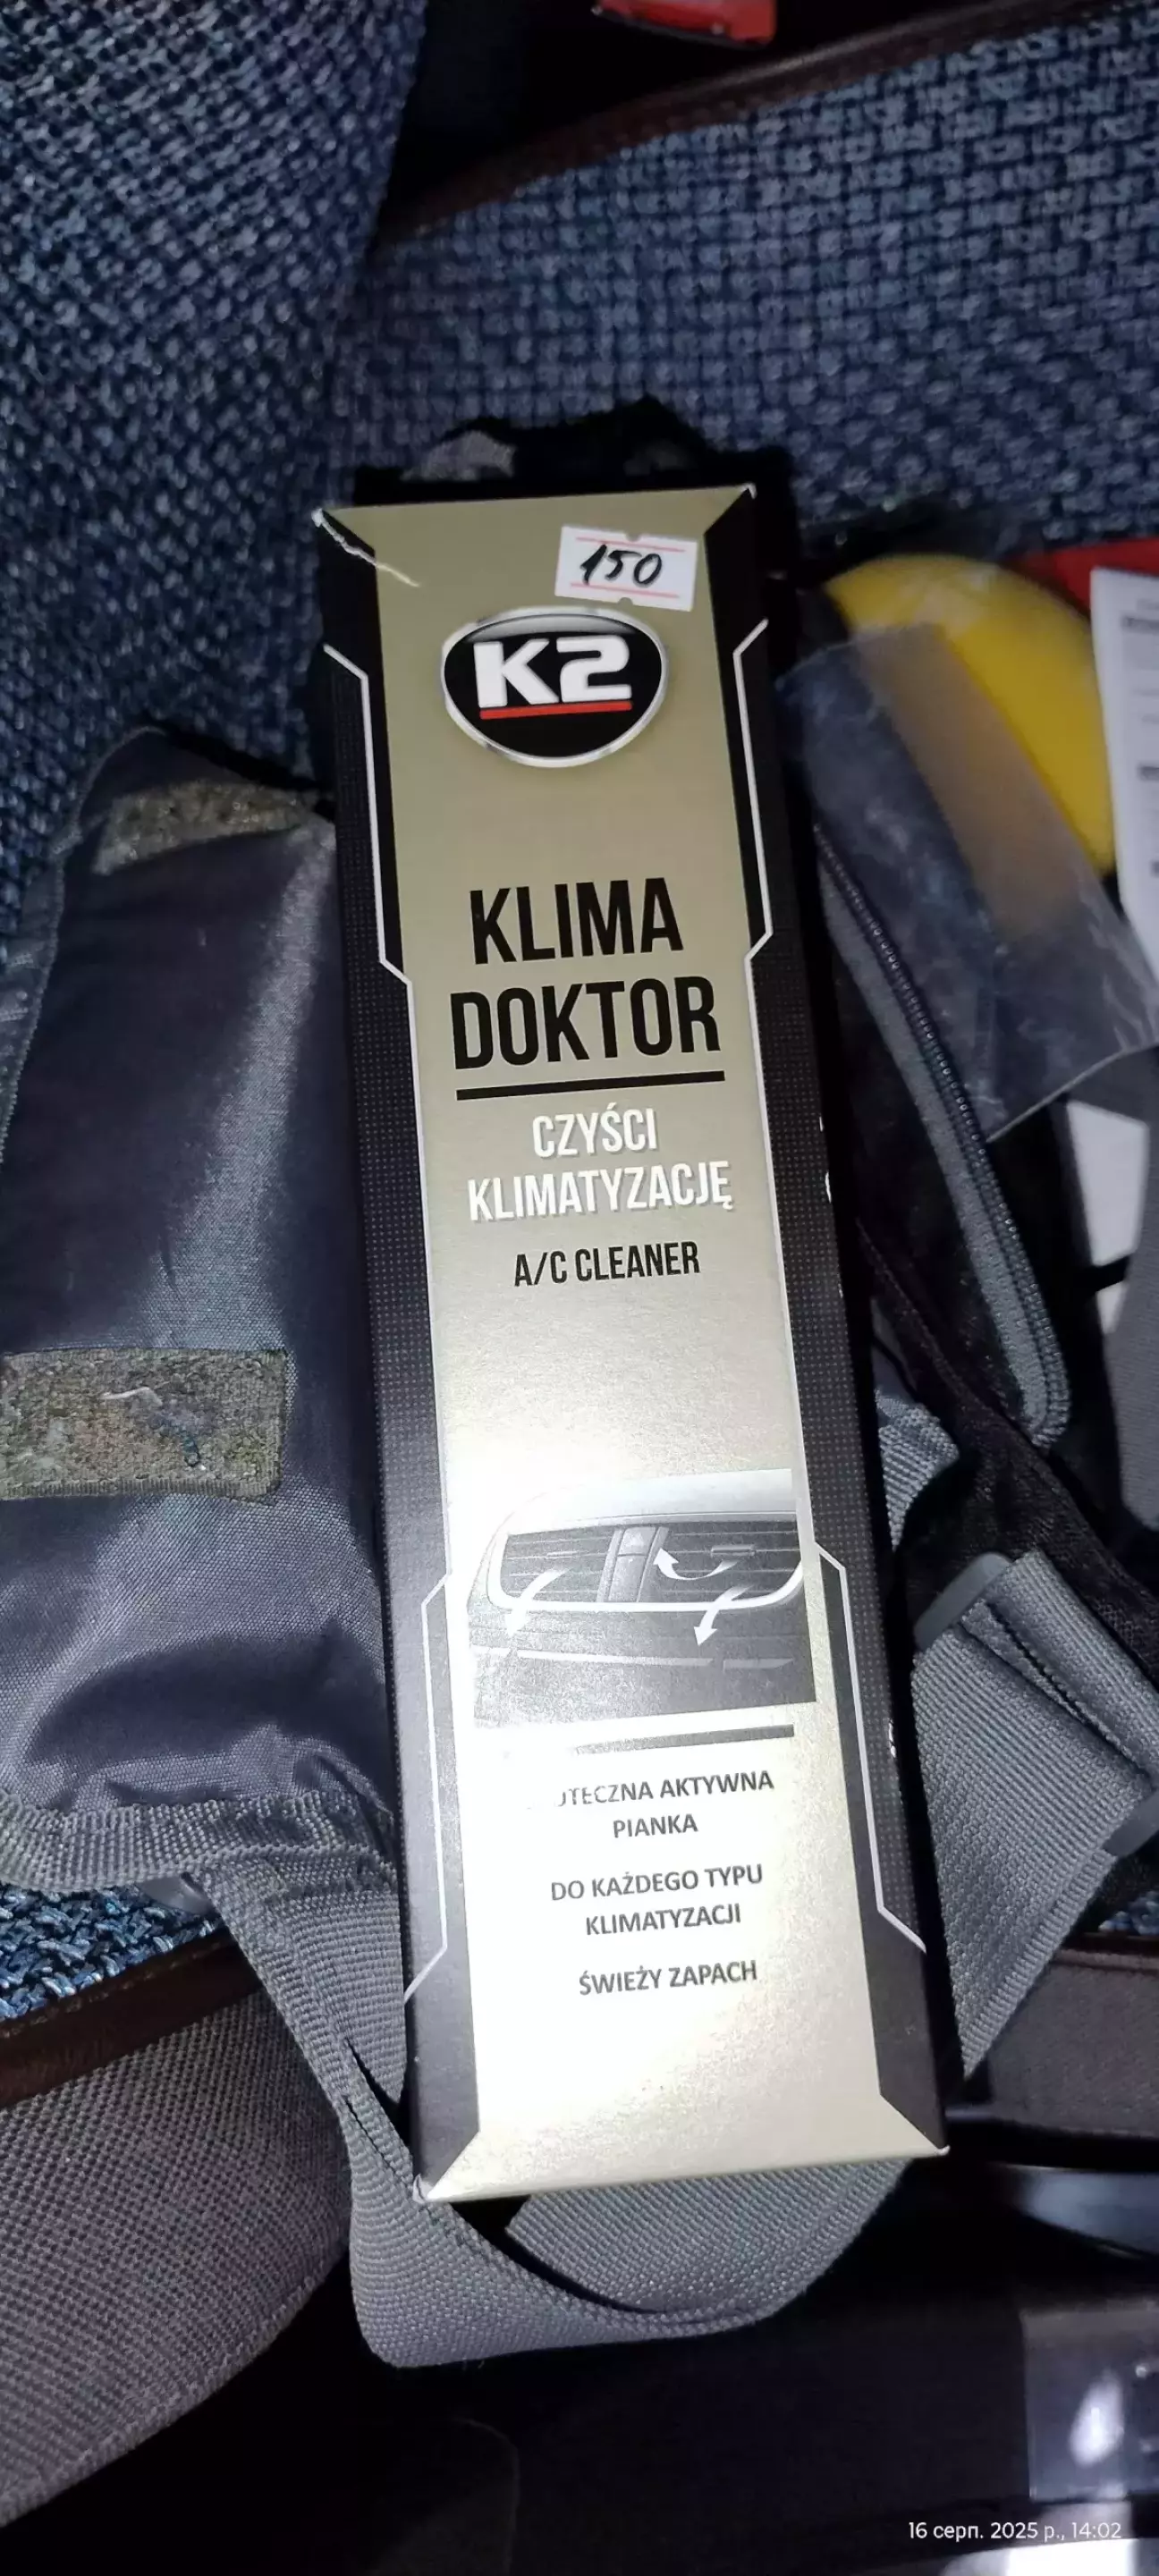 150
K2
KLIMA
DOKTOR
CZYŚCI
KLIMATYZACJĘ
A/C CLEANER
AKTYWNA
PIANKA
DO KAŻDEGO TYPU
KLIMATYZACJI
ŚWIEŻY ZAPACH
16 серп. 2025 р., 14:02